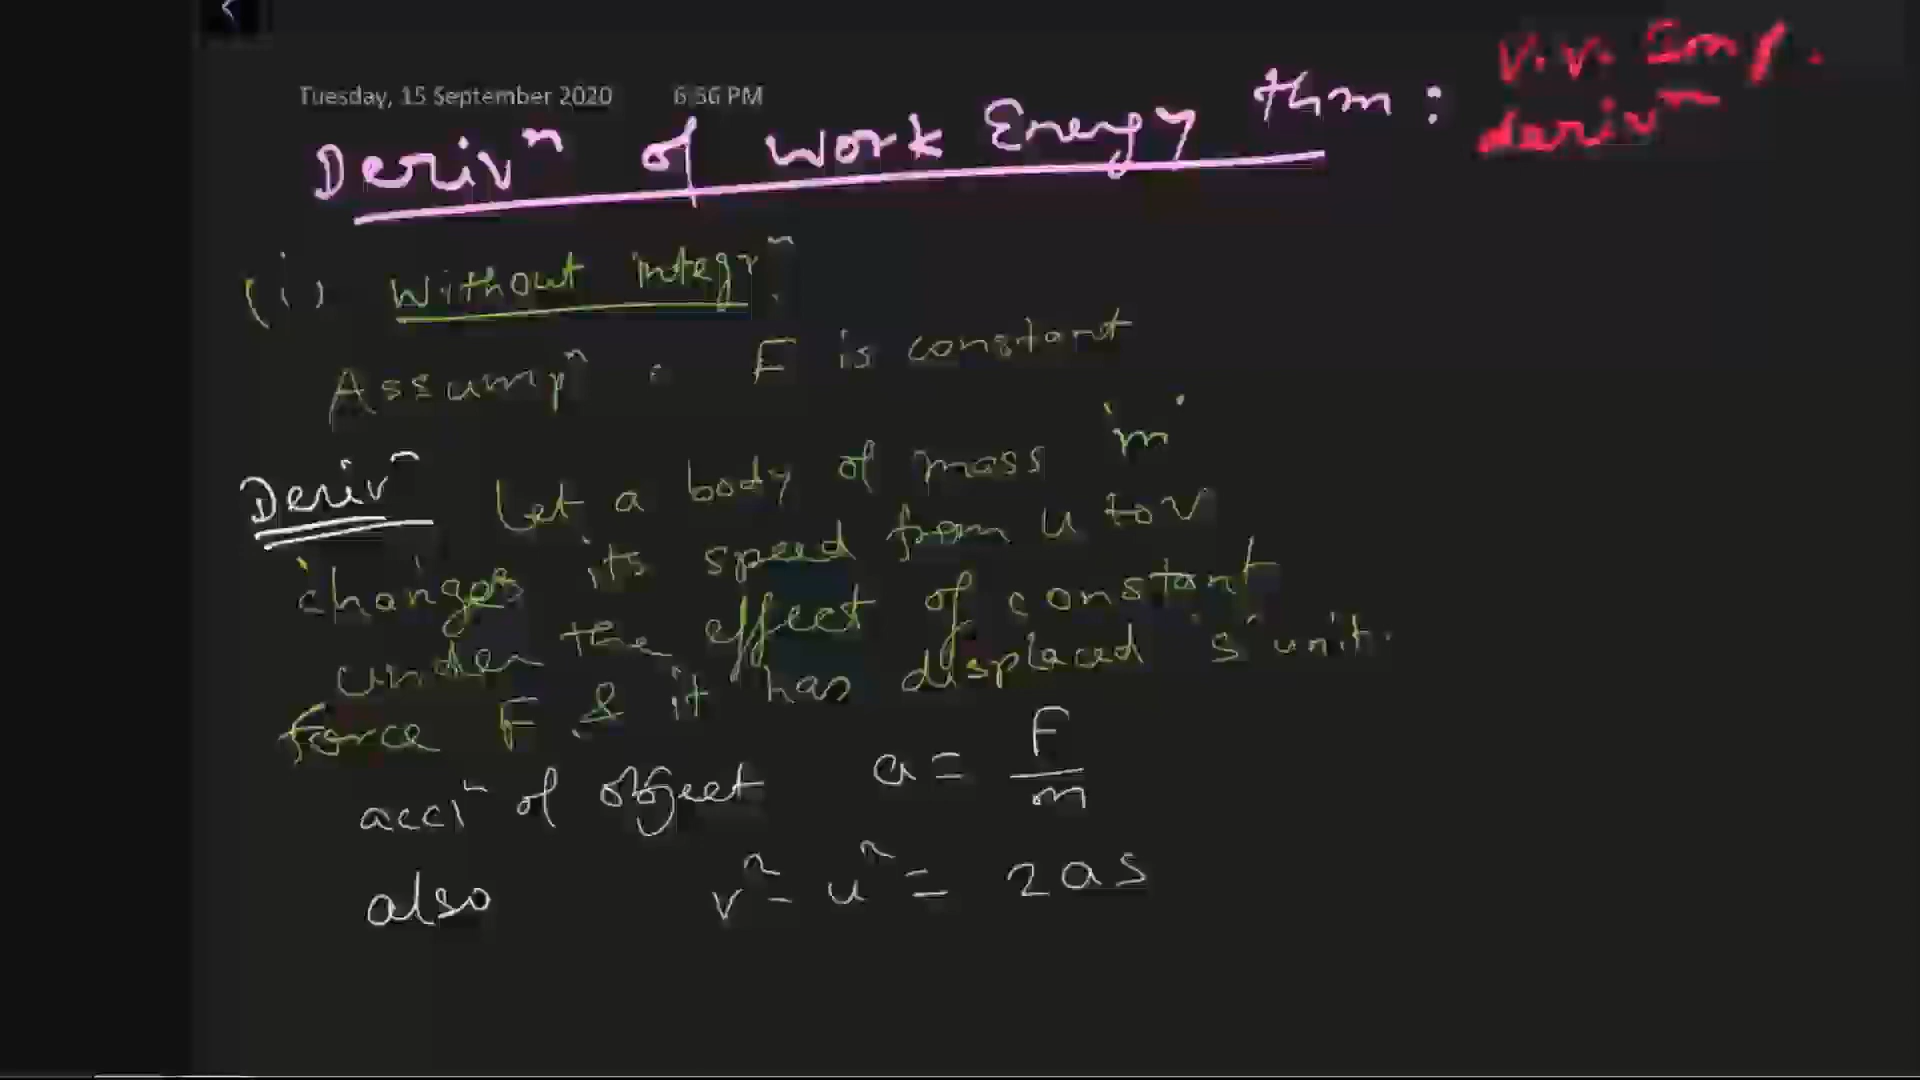 Tuesday, 15 September 2020 6:56 PM
v.v. Imp.
derivⁿ
Derivⁿ of Work Energy thm:
(i) Without integrⁿ.
Assumpⁿ. F is constant
Derivⁿ Let a body of mass 'm'
changes its speed from u to v
under the effect of constant
force F & it has displaced 's' unit.
acclⁿ of object a = F/m
also v² - u² = 2as